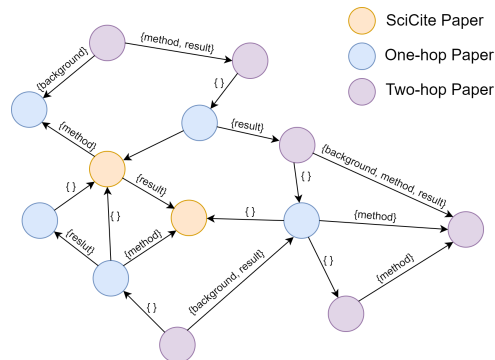 SciCite Paper
One-hop Paper
Two-hop Paper
{method, result}
{background}
{ }
{method}
{result}
{background, method, result}
{ }
{result}
{ }
{ }
{ }
{method}
{reslut}
{method}
{ }
{background, result}
{method}
{ }